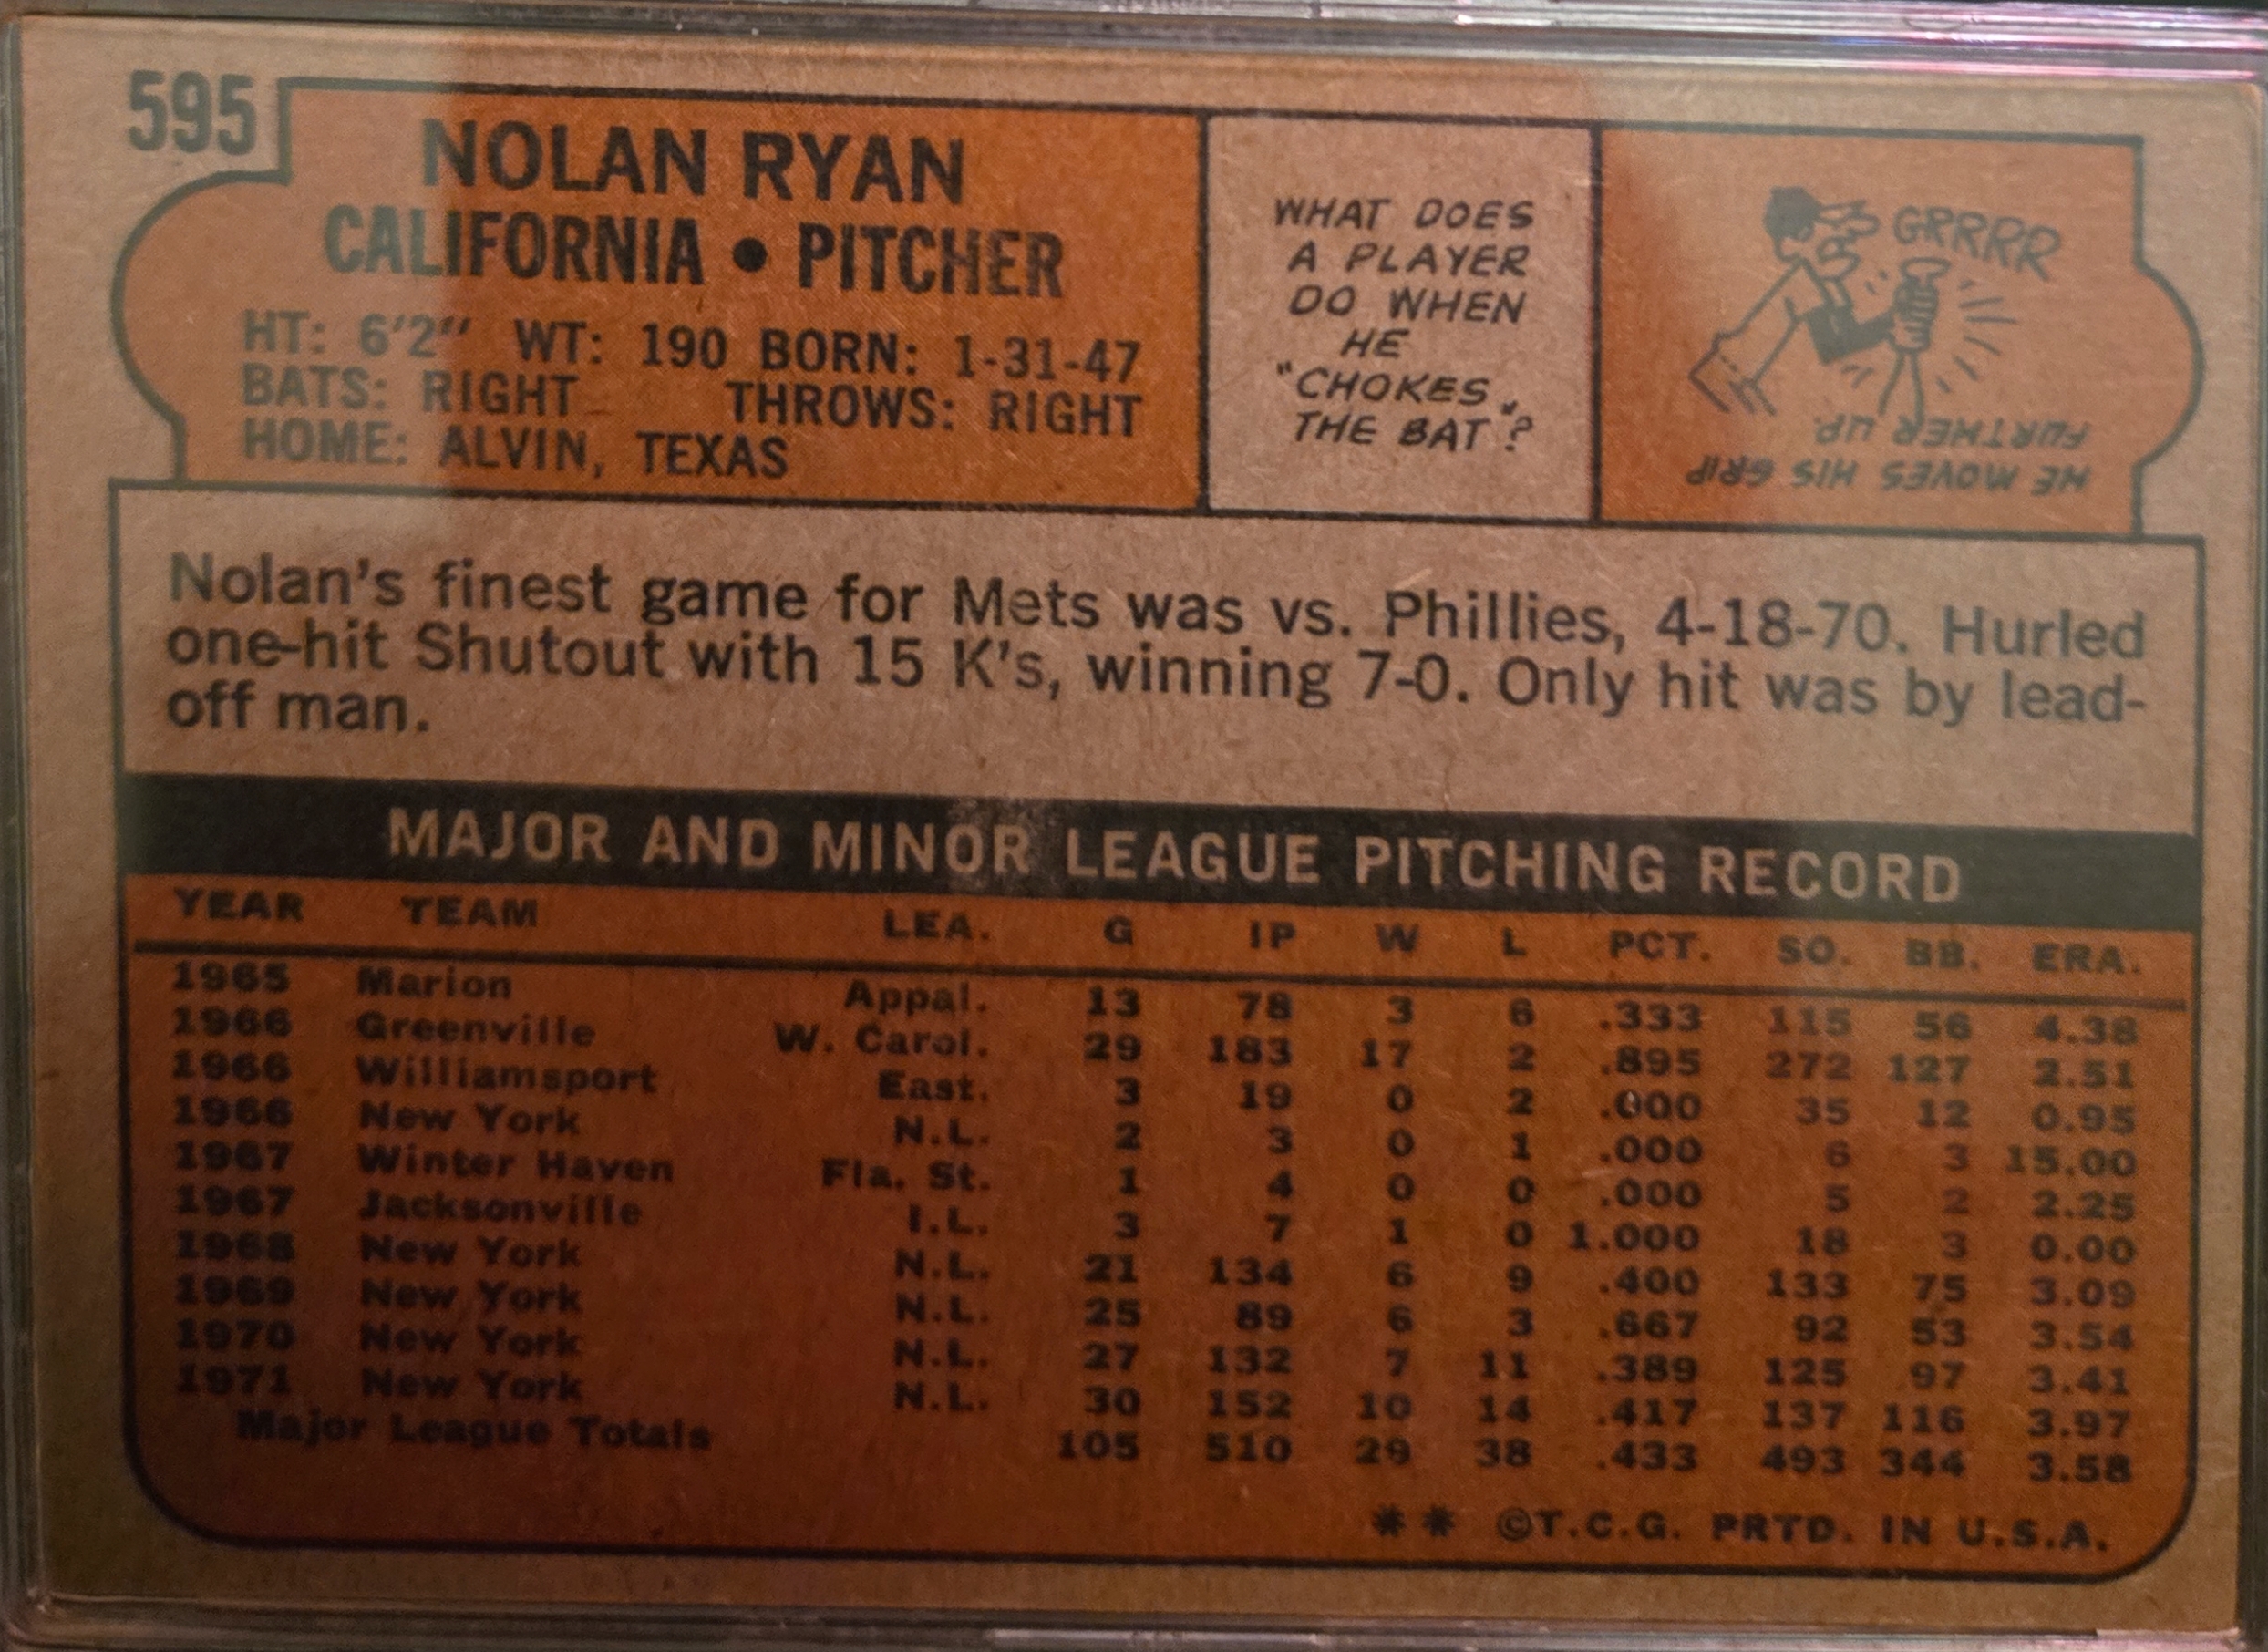 595
NOLAN RYAN
CALIFORNIA • PITCHER
HT: 6'2" WT: 190 BORN: 1-31-47
BATS: RIGHT THROWS: RIGHT
HOME: ALVIN, TEXAS
WHAT DOES
A PLAYER
DO WHEN
HE
"CHOKES
THE BAT"?
GRRRR
HE MOVES HIS GRIP
FURTHER UP
Nolan's finest game for Mets was vs. Phillies, 4-18-70. Hurled
one-hit Shutout with 15 K's, winning 7-0. Only hit was by lead-
off man.
MAJOR AND MINOR LEAGUE PITCHING RECORD
YEAR TEAM LEA. G IP W L PCT. SO. BB. ERA.
1965 Marion Appal. 13 78 3 6 .333 115 56 4.38
1966 Greenville W. Carol. 29 183 17 2 .895 272 127 2.51
1966 Williamsport East. 3 19 0 2 .000 35 12 0.95
1966 New York N.L. 2 3 0 1 .000 6 3 15.00
1967 Winter Haven Fla. St. 1 4 0 0 .000 5 2 2.25
1967 Jacksonville I.L. 3 7 1 0 1.000 18 3 0.00
1968 New York N.L. 21 134 6 9 .400 133 75 3.09
1969 New York N.L. 25 89 6 3 .667 92 53 3.54
1970 New York N.L. 27 132 7 11 .389 125 97 3.41
1971 New York N.L. 30 152 10 14 .417 137 116 3.97
Major League Totals 105 510 29 38 .433 493 344 3.58
** ©T.C.G. PRTD. IN U.S.A.